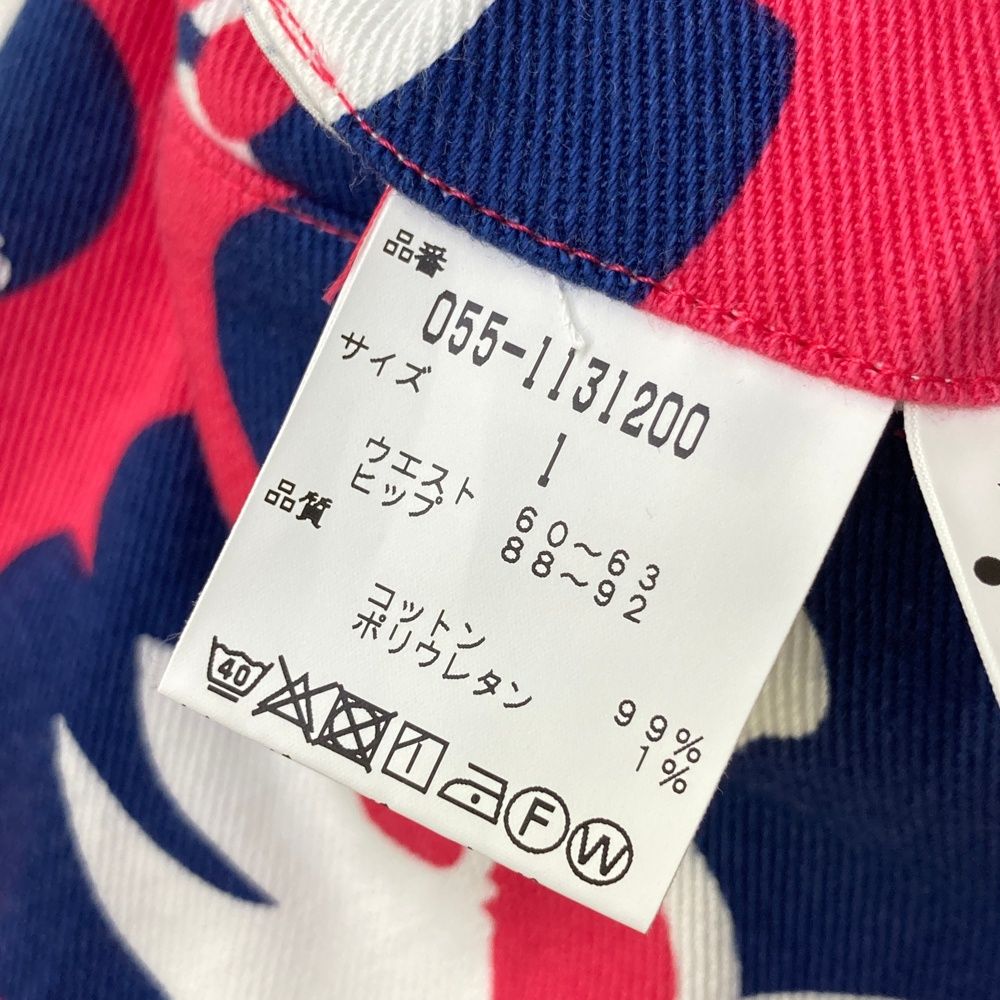 品番
055-1131200
サイズ 1
ウエスト 60～63
ヒップ 88～92
品質
コットン 99%
ポリウレタン 1%
40 F W